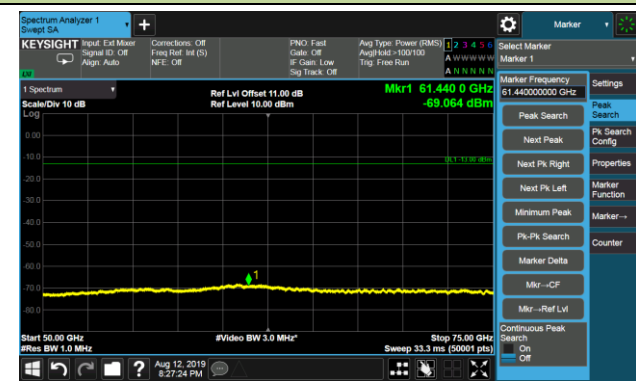 Spectrum Analyzer 1
Swept SA
Marker
KEYSIGHT
Input: Ext Mixer
Signal ID: Off
Align: Auto
Corrections: Off
Freq Ref: Int (S)
NFE: Off
PNO: Fast
Gate: Off
IF Gain: Low
Sig Track: Off
Avg Type: Power (RMS)
Avg|Hold:>100/100
Trig: Free Run
1 2 3 4 5 6
A W W W W W
A N N N N N
Select Marker
Marker 1
1 Spectrum
Scale/Div 10 dB
Log
Ref Lvl Offset 11.00 dB
Ref Level 10.00 dBm
Mkr1 61.440 0 GHz
-69.064 dBm
Marker Frequency
61.440000000 GHz
Settings
Peak Search
Next Peak
Next Pk Right
Next Pk Left
Minimum Peak
Pk-Pk Search
Marker Delta
Mkr→CF
Mkr→Ref Lvl
Continuous Peak
Search
On
Off
Peak
Search
Pk Search
Config
Properties
Marker
Function
Marker→
Counter
0.00
-10.0
-20.0
-30.0
-40.0
-50.0
-60.0
-70.0
-80.0
DL1 -13.00 dBm
1
Start 50.00 GHz
#Res BW 1.0 MHz
#Video BW 3.0 MHz*
Stop 75.00 GHz
Sweep 33.3 ms (50001 pts)
Aug 12, 2019
8:27:24 PM